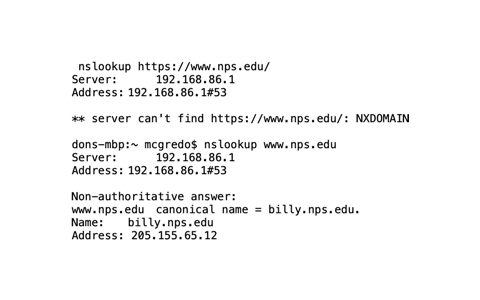 nslookup https://www.nps.edu/
Server: 192.168.86.1
Address: 192.168.86.1#53
** server can't find https://www.nps.edu/: NXDOMAIN
dons-mbp:~ mcgredo$ nslookup www.nps.edu
Server: 192.168.86.1
Address: 192.168.86.1#53
Non-authoritative answer:
www.nps.edu canonical name = billy.nps.edu.
Name: billy.nps.edu
Address: 205.155.65.12